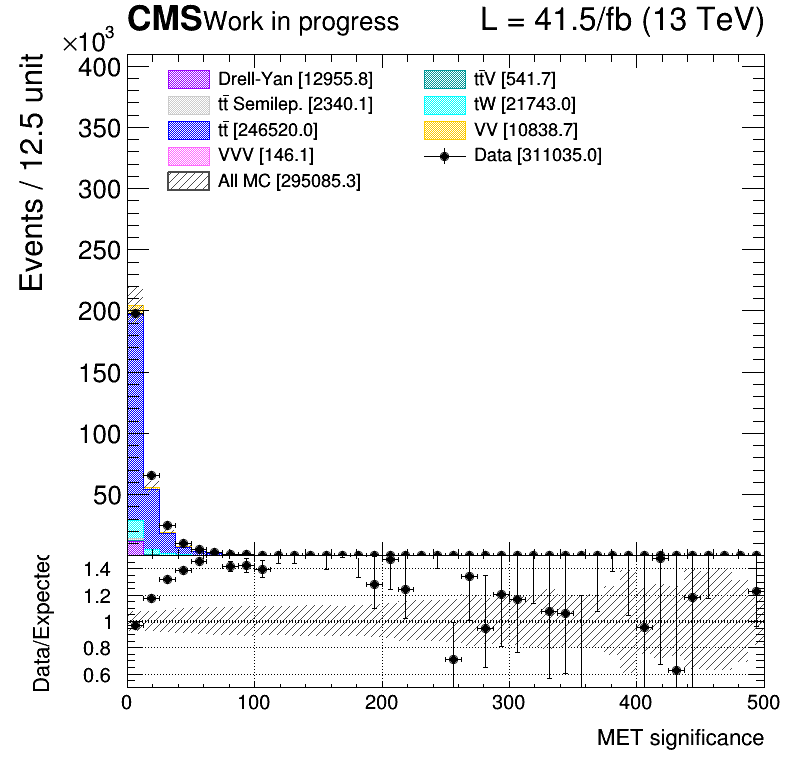 CMS Work in progress L = 41.5/fb (13 TeV)
×10³
Events / 12.5 unit
400
350
300
250
200
150
100
50
Drell-Yan [12955.8]
tt̄ Semilep. [2340.1]
tt̄ [246520.0]
VVV [146.1]
All MC [295085.3]
tt̄V [541.7]
tW [21743.0]
VV [10838.7]
Data [311035.0]
Data/Expected
1.4
1.2
1
0.8
0.6
0 100 200 300 400 500
MET significance